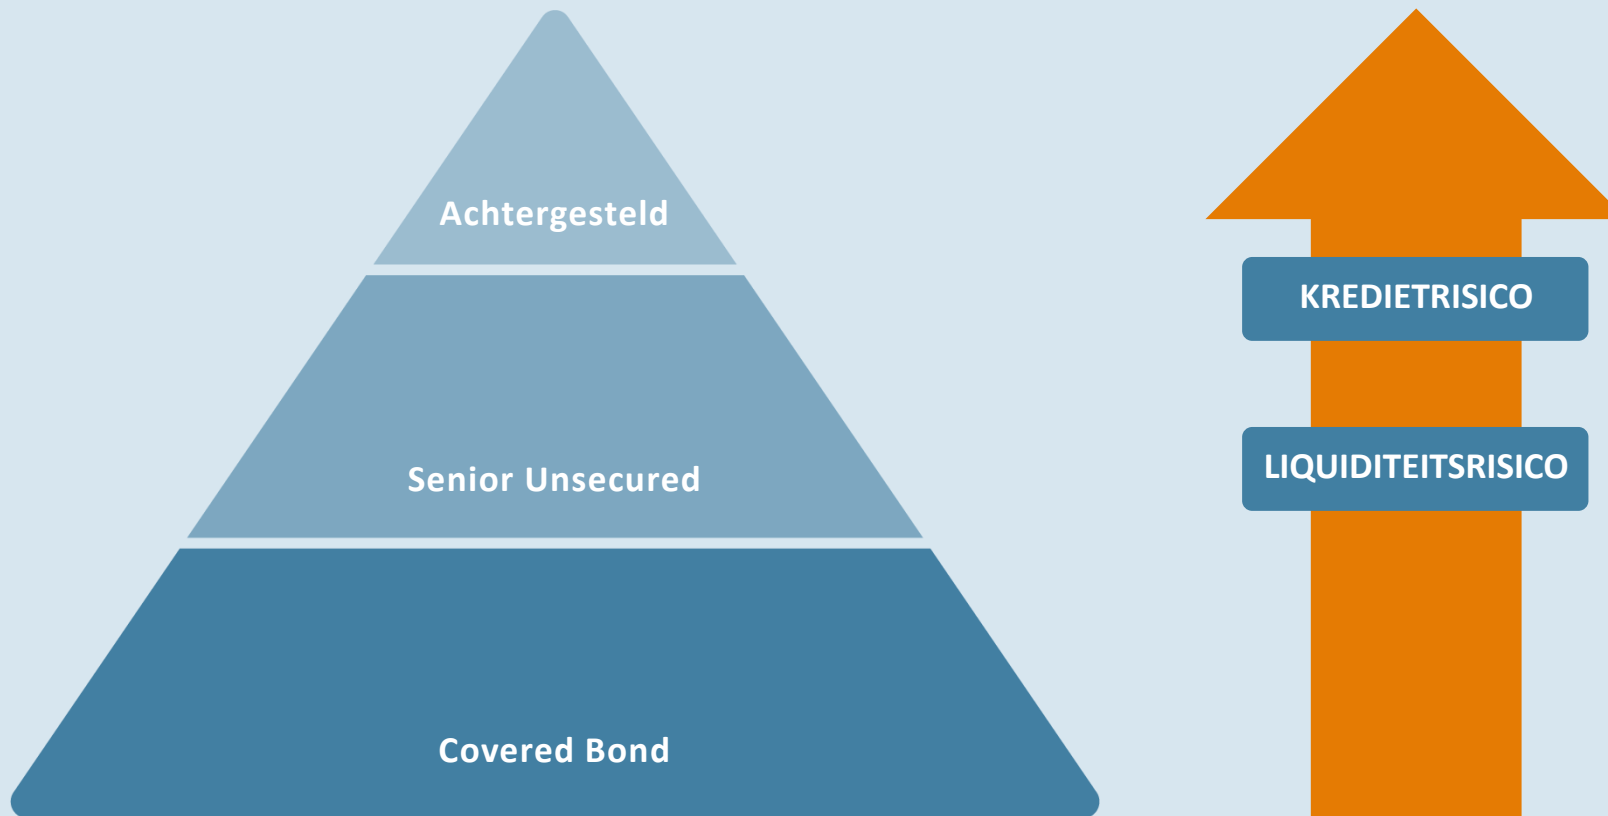 Achtergesteld
Senior Unsecured
Covered Bond
KREDIETRISICO
LIQUIDITEITSRISICO